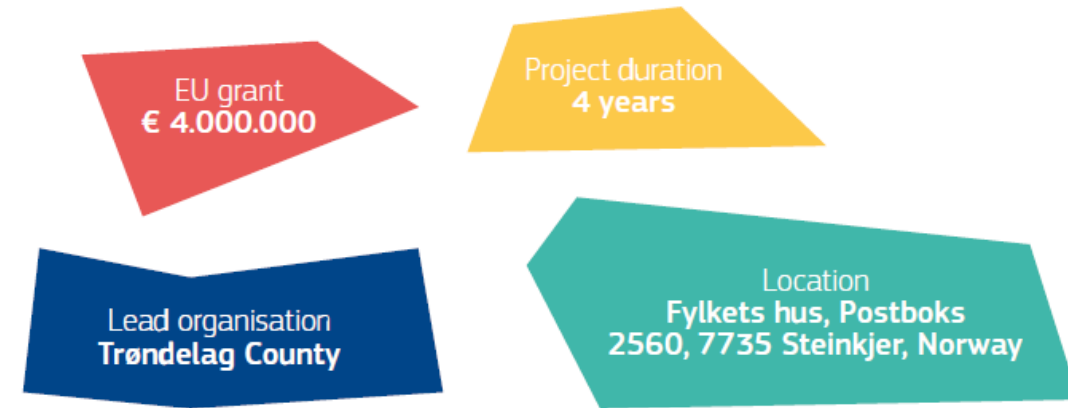 EU grant
€ 4.000.000
Project duration
4 years
Lead organisation
Trøndelag County
Location
Fylkets hus, Postboks
2560, 7735 Steinkjer, Norway